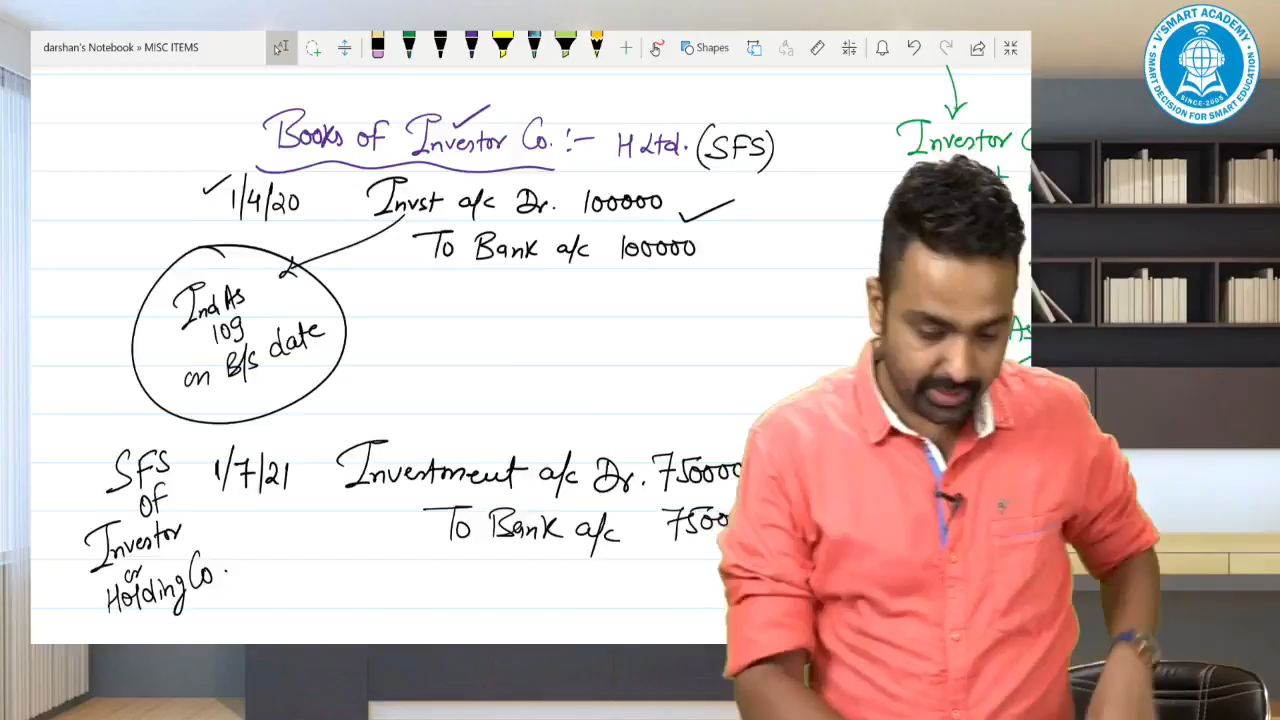 darshan's Notebook » MISC ITEMS
Shapes
V'SMART ACADEMY
SINCE-2005
SMART DECISION FOR SMART EDUCATION
Books of Investor Co. :- H Ltd. (SFS)
Investor
1/4/20 Invst a/c Dr. 100000
To Bank a/c 100000
Ind As
109
on B/s date
SFS 1/7/21 Investment a/c Dr. 750000
of
To Bank a/c 7500
Investor
or
Holding Co.